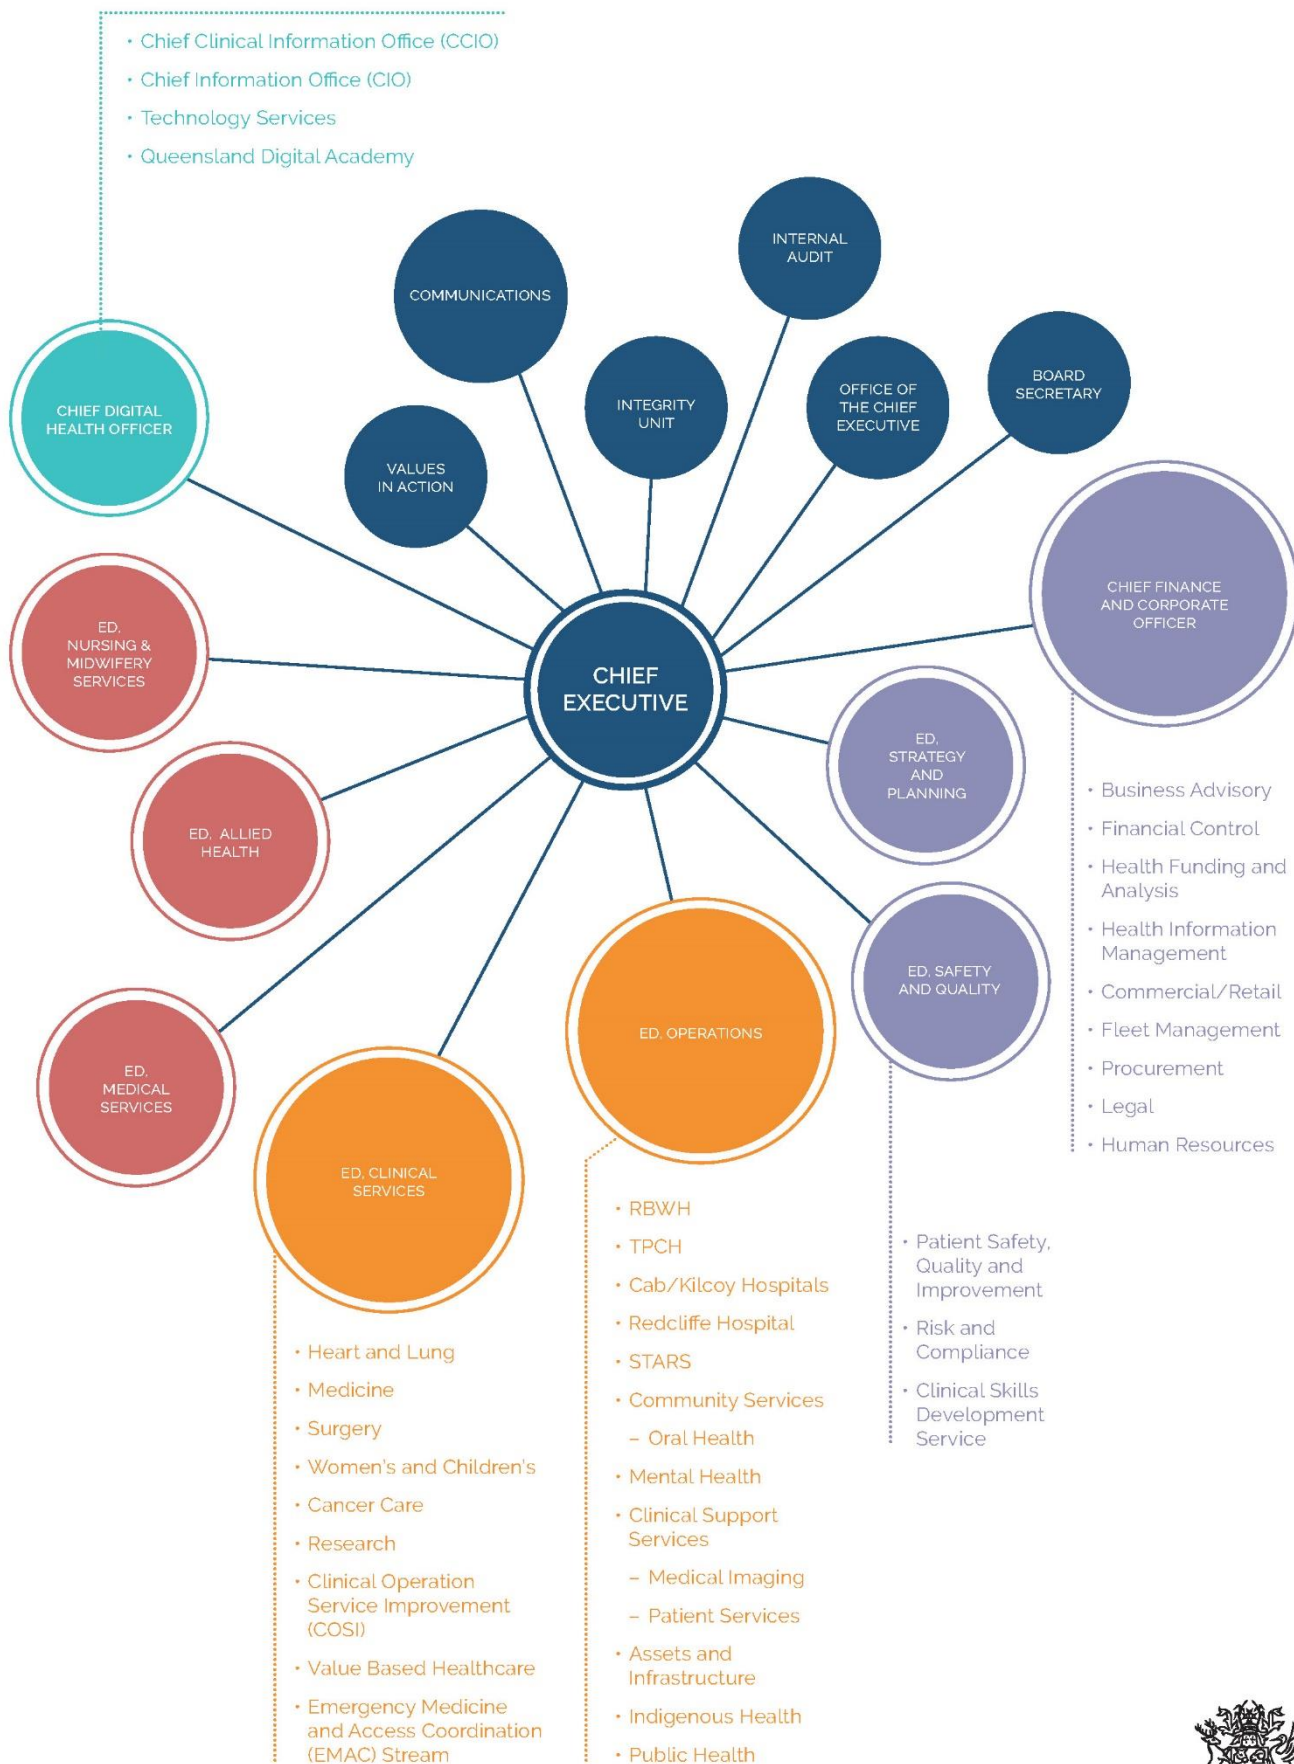 • Chief Clinical Information Office (CCIO)
• Chief Information Office (CIO)
• Technology Services
• Queensland Digital Academy
INTERNAL
AUDIT
COMMUNICATIONS
BOARD
SECRETARY
OFFICE OF
THE CHIEF
EXECUTIVE
INTEGRITY
UNIT
CHIEF DIGITAL
HEALTH OFFICER
VALUES
IN ACTION
CHIEF FINANCE
AND CORPORATE
OFFICER
ED,
NURSING &
MIDWIFERY
SERVICES
CHIEF
EXECUTIVE
ED,
STRATEGY
AND
PLANNING
ED, ALLIED
HEALTH
• Business Advisory
• Financial Control
• Health Funding and
Analysis
• Health Information
Management
• Commercial/Retail
• Fleet Management
• Procurement
• Legal
• Human Resources
ED, SAFETY
AND QUALITY
ED, OPERATIONS
ED,
MEDICAL
SERVICES
ED, CLINICAL
SERVICES
• Heart and Lung
• Medicine
• Surgery
• Women's and Children's
• Cancer Care
• Research
• Clinical Operation
Service Improvement
(COSI)
• Value Based Healthcare
• Emergency Medicine
and Access Coordination
(EMAC) Stream
• RBWH
• TPCH
• Cab/Kilcoy Hospitals
• Redcliffe Hospital
• STARS
• Community Services
– Oral Health
• Mental Health
• Clinical Support
Services
– Medical Imaging
– Patient Services
• Assets and
Infrastructure
• Indigenous Health
• Public Health
• Patient Safety,
Quality and
Improvement
• Risk and
Compliance
• Clinical Skills
Development
Service